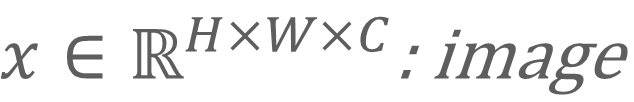 x ∈ ℝ^{H×W×C} : image